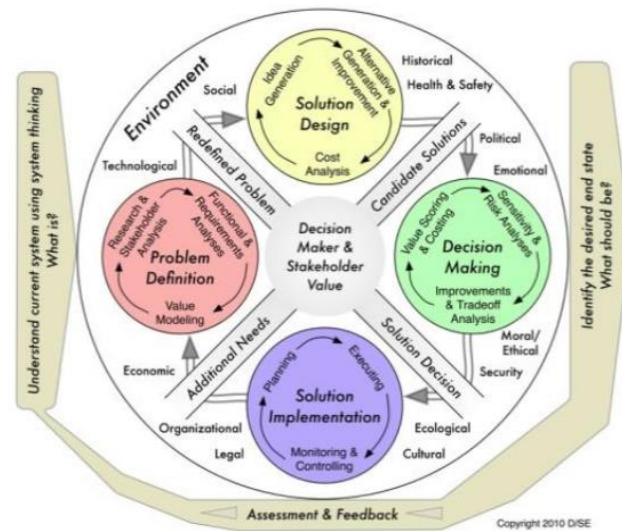 Environment
Understand current system using system thinking
What is?
Identify the desired end state
What should be?
Historical
Health & Safety
Social
Political
Emotional
Technological
Idea
Generation
Alternative
Generation &
Improvement
Solution
Design
Cost
Analysis
Redefined Problem
Candidate Solutions
Research &
Stakeholder
Analysis
Functional &
Requirements
Analyses
Problem
Definition
Value
Modeling
Decision
Maker &
Stakeholder
Value
Value Scoring
& Costing
Sensitivity &
Risk Analyses
Decision
Making
Improvements
& Tradeoff
Analysis
Additional Needs
Solution Decision
Moral/
Ethical
Security
Economic
Planning
Executing
Solution
Implementation
Monitoring &
Controlling
Organizational
Legal
Ecological
Cultural
Assessment & Feedback
Copyright 2010 D/SE